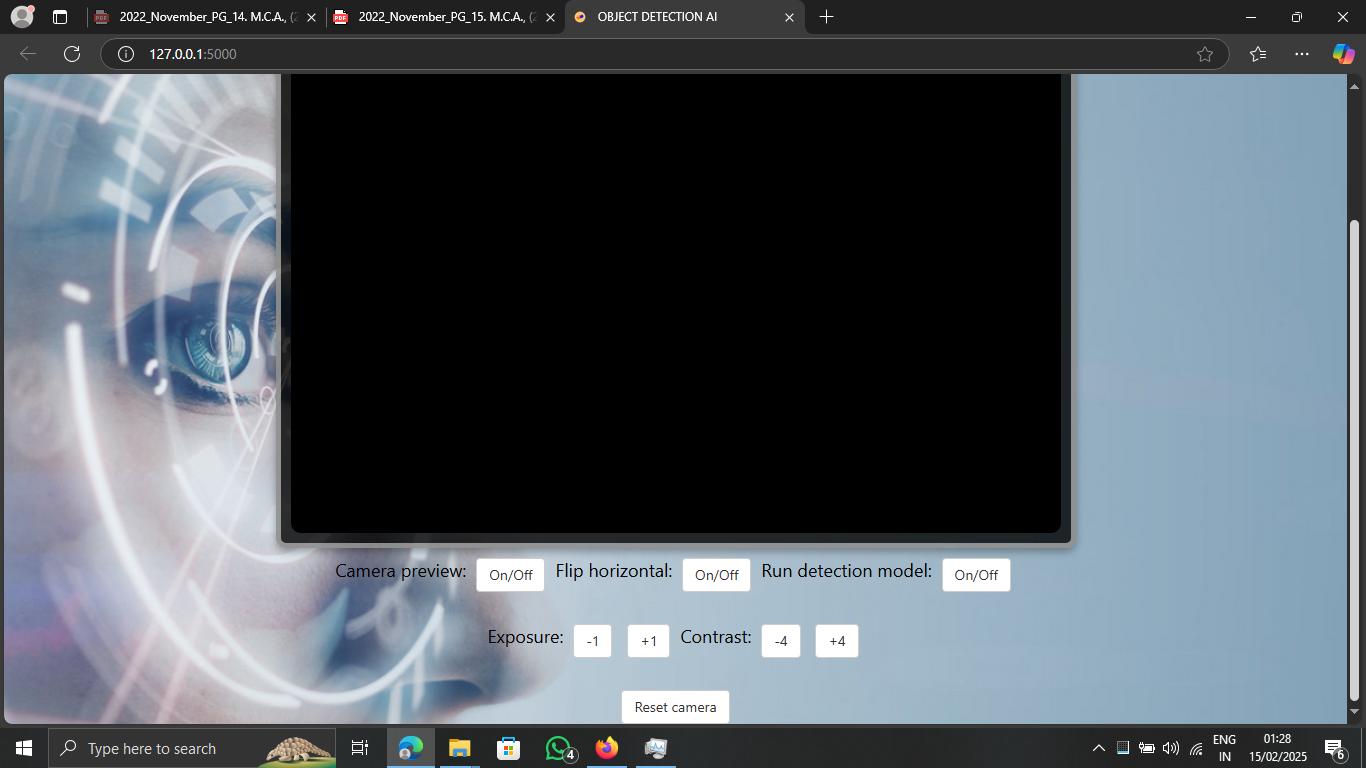 2022_November_PG_14. M.C.A., (2
2022_November_PG_15. M.C.A., (2
OBJECT DETECTION AI
127.0.0.1:5000
Camera preview: On/Off Flip horizontal: On/Off Run detection model: On/Off
Exposure: -1 +1 Contrast: -4 +4
Reset camera
Type here to search
4
ENG
IN
01:28
15/02/2025
6